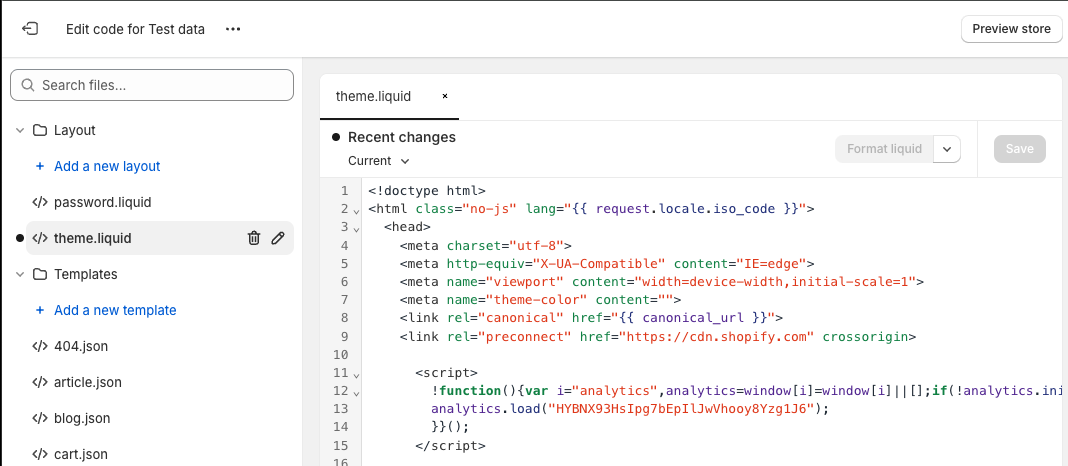 Edit code for Test data ...
Preview store
Search files...
Layout
+ Add a new layout
</> password.liquid
</> theme.liquid
Templates
+ Add a new template
</> 404.json
</> article.json
</> blog.json
</> cart.json
theme.liquid ×
Recent changes
Current
Format liquid
Save
1 <!doctype html>
2 <html class="no-js" lang="{{ request.locale.iso_code }}">
3 <head>
4 <meta charset="utf-8">
5 <meta http-equiv="X-UA-Compatible" content="IE=edge">
6 <meta name="viewport" content="width=device-width,initial-scale=1">
7 <meta name="theme-color" content="">
8 <link rel="canonical" href="{{ canonical_url }}">
9 <link rel="preconnect" href="https://cdn.shopify.com" crossorigin>
10
11 <script>
12 !function(){var i="analytics",analytics=window[i]=window[i]||[];if(!analytics.ini
13 analytics.load("HYBNX93HsIpg7bEpIlJwVhooy8Yzg1J6");
14 }}();
15 </script>
16